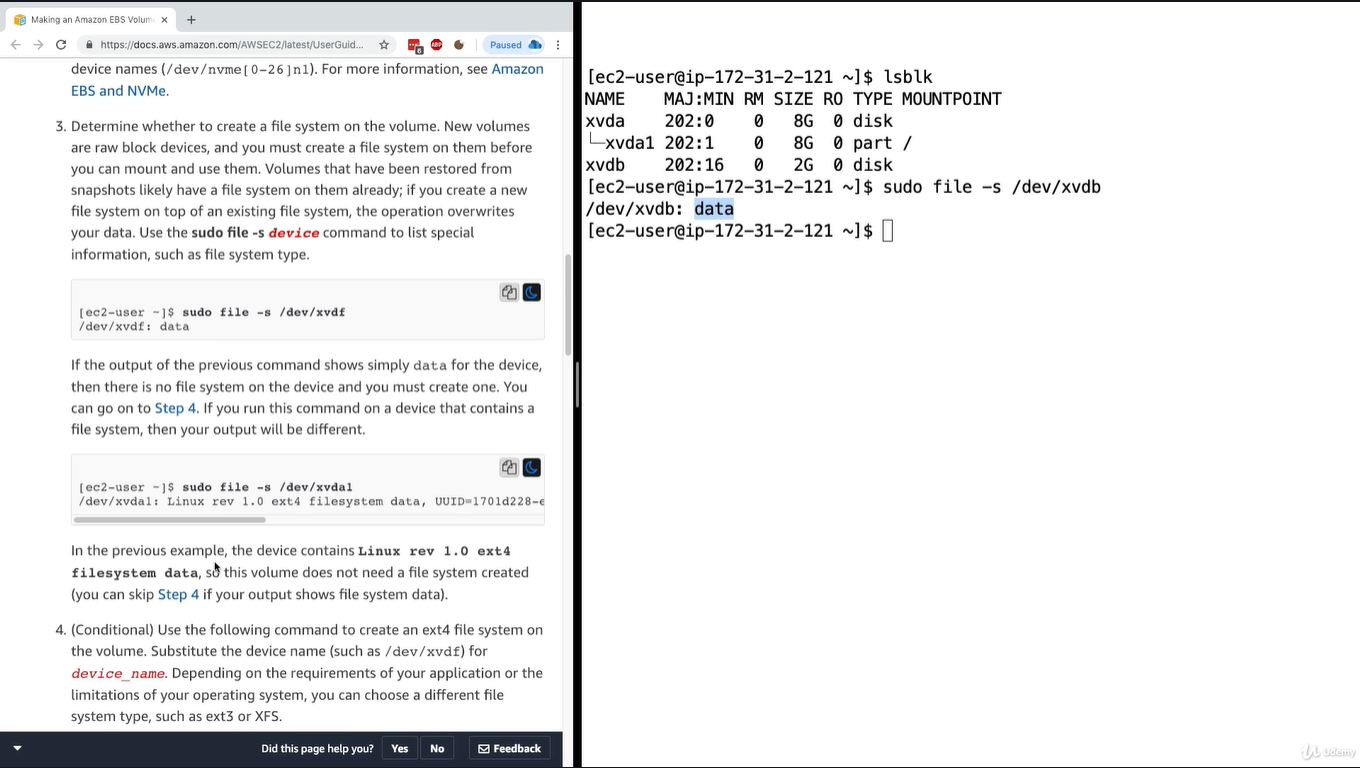 Making an Amazon EBS Volum
https://docs.aws.amazon.com/AWSEC2/latest/UserGuid...
6
ABP
Paused
device names (/dev/nvme[0-26]n1). For more information, see Amazon
EBS and NVMe.
3. Determine whether to create a file system on the volume. New volumes
are raw block devices, and you must create a file system on them before
you can mount and use them. Volumes that have been restored from
snapshots likely have a file system on them already; if you create a new
file system on top of an existing file system, the operation overwrites
your data. Use the sudo file -s device command to list special
information, such as file system type.
[ec2-user ~]$ sudo file -s /dev/xvdf
/dev/xvdf: data
If the output of the previous command shows simply data for the device,
then there is no file system on the device and you must create one. You
can go on to Step 4. If you run this command on a device that contains a
file system, then your output will be different.
[ec2-user ~]$ sudo file -s /dev/xvda1
/dev/xvda1: Linux rev 1.0 ext4 filesystem data, UUID=1701d228-e
In the previous example, the device contains Linux rev 1.0 ext4
filesystem data, so this volume does not need a file system created
(you can skip Step 4 if your output shows file system data).
4. (Conditional) Use the following command to create an ext4 file system on
the volume. Substitute the device name (such as /dev/xvdf) for
device_name. Depending on the requirements of your application or the
limitations of your operating system, you can choose a different file
system type, such as ext3 or XFS.
Did this page help you? Yes No Feedback
[ec2-user@ip-172-31-2-121 ~]$ lsblk
NAME MAJ:MIN RM SIZE RO TYPE MOUNTPOINT
xvda 202:0 0 8G 0 disk
└─xvda1 202:1 0 8G 0 part /
xvdb 202:16 0 2G 0 disk
[ec2-user@ip-172-31-2-121 ~]$ sudo file -s /dev/xvdb
/dev/xvdb: data
[ec2-user@ip-172-31-2-121 ~]$
Udemy